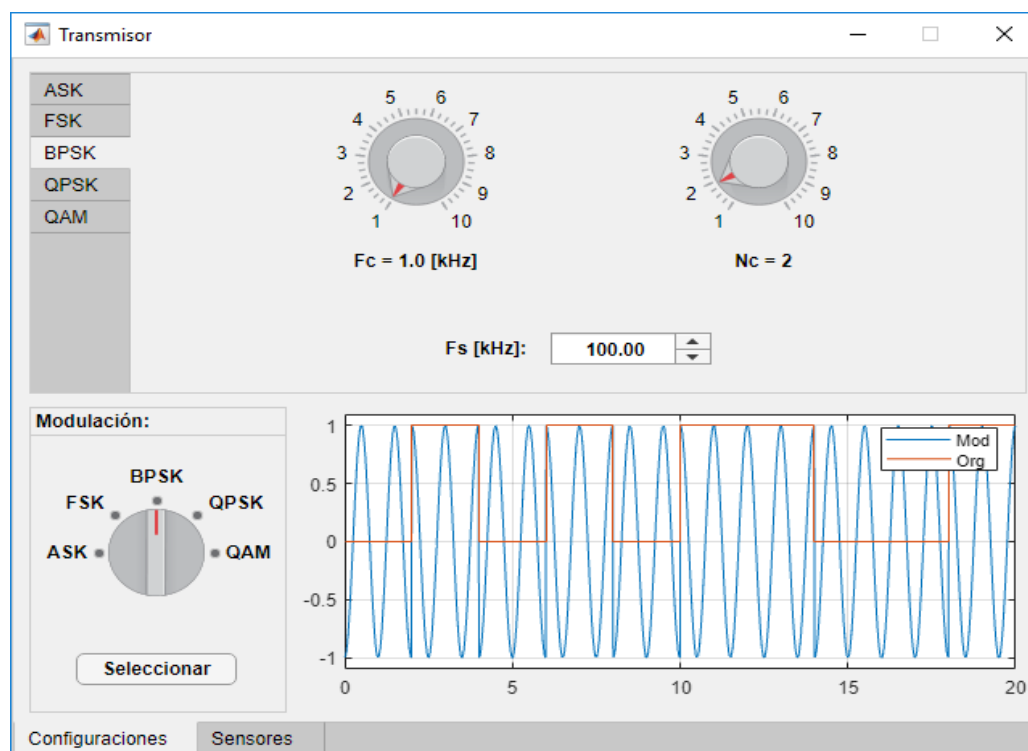 Transmisor
ASK
FSK
BPSK
QPSK
QAM
1 2 3 4 5 6 7 8 9 10
Fc = 1.0 [kHz]
1 2 3 4 5 6 7 8 9 10
Nc = 2
Fs [kHz]: 100.00
Modulación:
ASK FSK BPSK QPSK QAM
Seleccionar
1
0.5
0
-0.5
-1
0 5 10 15 20
Mod
Org
Configuraciones Sensores